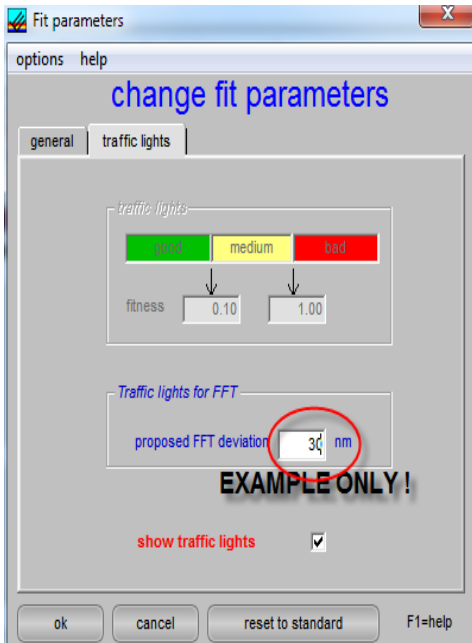 Fit parameters
X
options help
change fit parameters
general traffic lights
traffic lights
good medium bad
fitness 0.10 1.00
Traffic lights for FFT
proposed FFT deviation 30 nm
EXAMPLE ONLY !
show traffic lights
ok cancel reset to standard F1=help